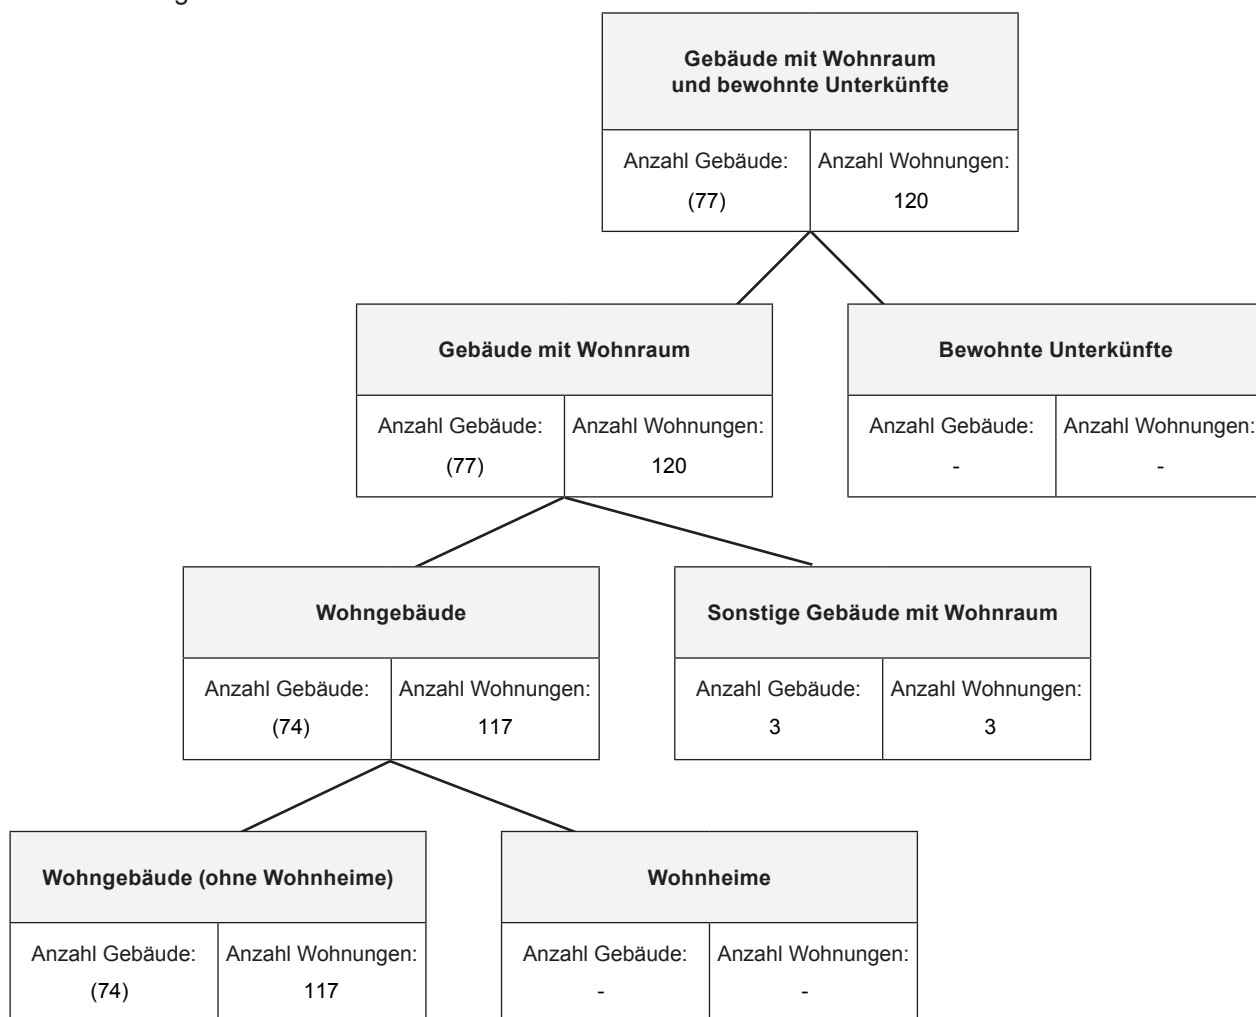 Gebäude mit Wohnraum
und bewohnte Unterkünfte
Anzahl Gebäude: Anzahl Wohnungen:
(77) 120
Gebäude mit Wohnraum Bewohnte Unterkünfte
Anzahl Gebäude: Anzahl Wohnungen: Anzahl Gebäude: Anzahl Wohnungen:
(77) 120 - -
Wohngebäude Sonstige Gebäude mit Wohnraum
Anzahl Gebäude: Anzahl Wohnungen: Anzahl Gebäude: Anzahl Wohnungen:
(74) 117 3 3
Wohngebäude (ohne Wohnheime) Wohnheime
Anzahl Gebäude: Anzahl Wohnungen: Anzahl Gebäude: Anzahl Wohnungen:
(74) 117 - -